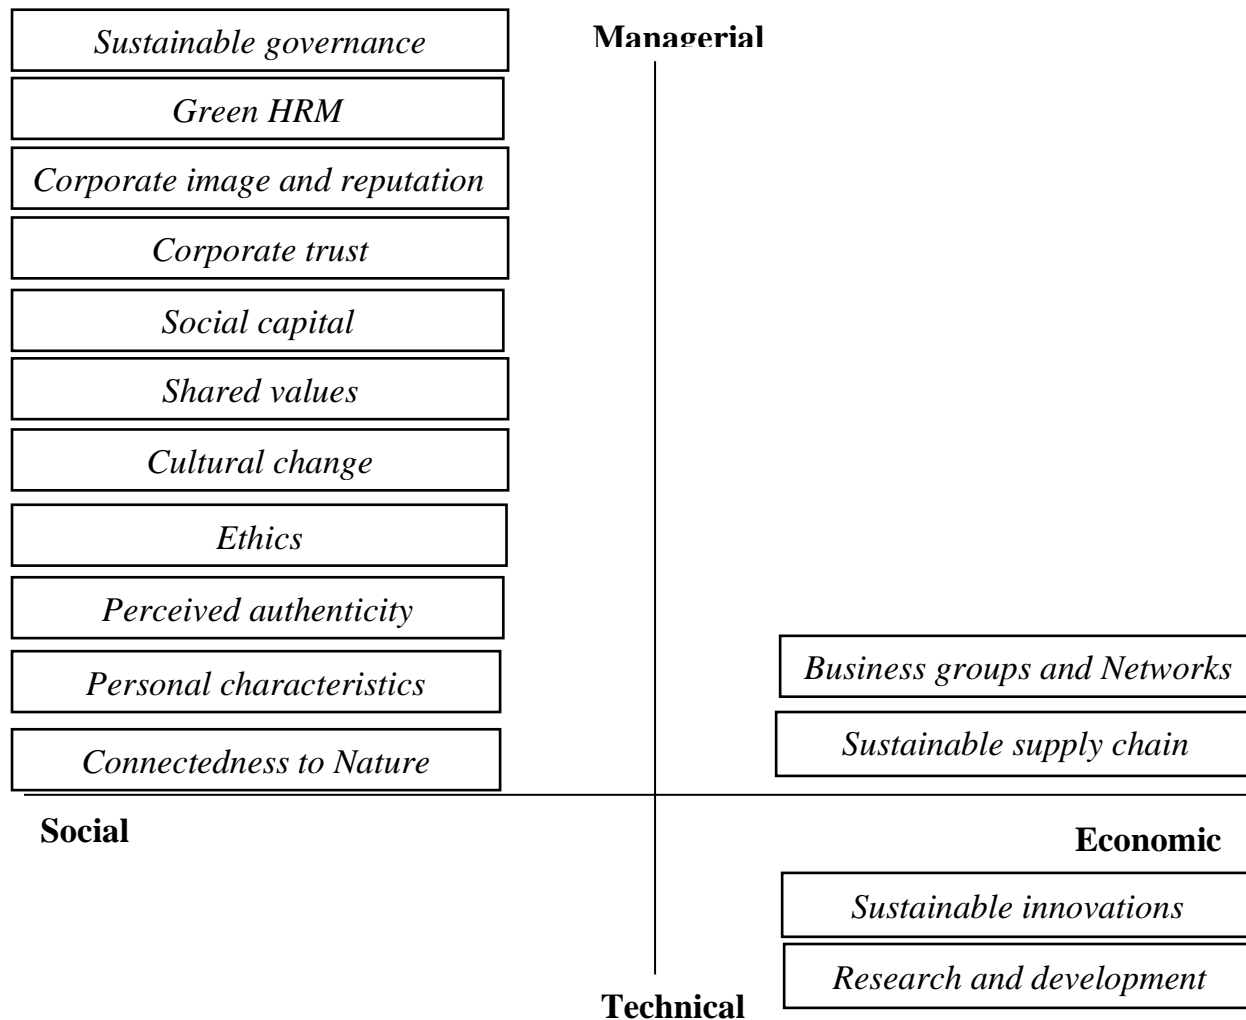 Managerial
Sustainable governance
Green HRM
Corporate image and reputation
Corporate trust
Social capital
Shared values
Cultural change
Ethics
Perceived authenticity
Personal characteristics
Connectedness to Nature
Business groups and Networks
Sustainable supply chain
Social
Economic
Sustainable innovations
Research and development
Technical